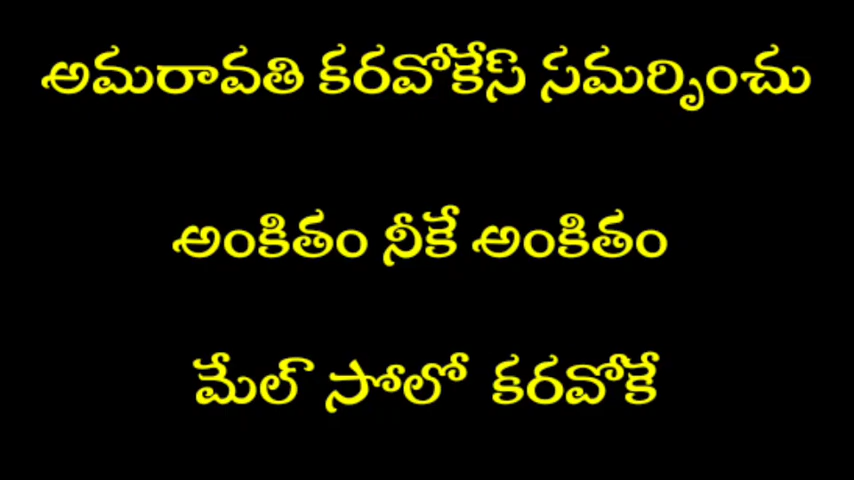 అమరావతి కరవోకేస్ సమర్పించు
అంకితం నీకే అంకితం
మేల్ సోలో కరవోకే